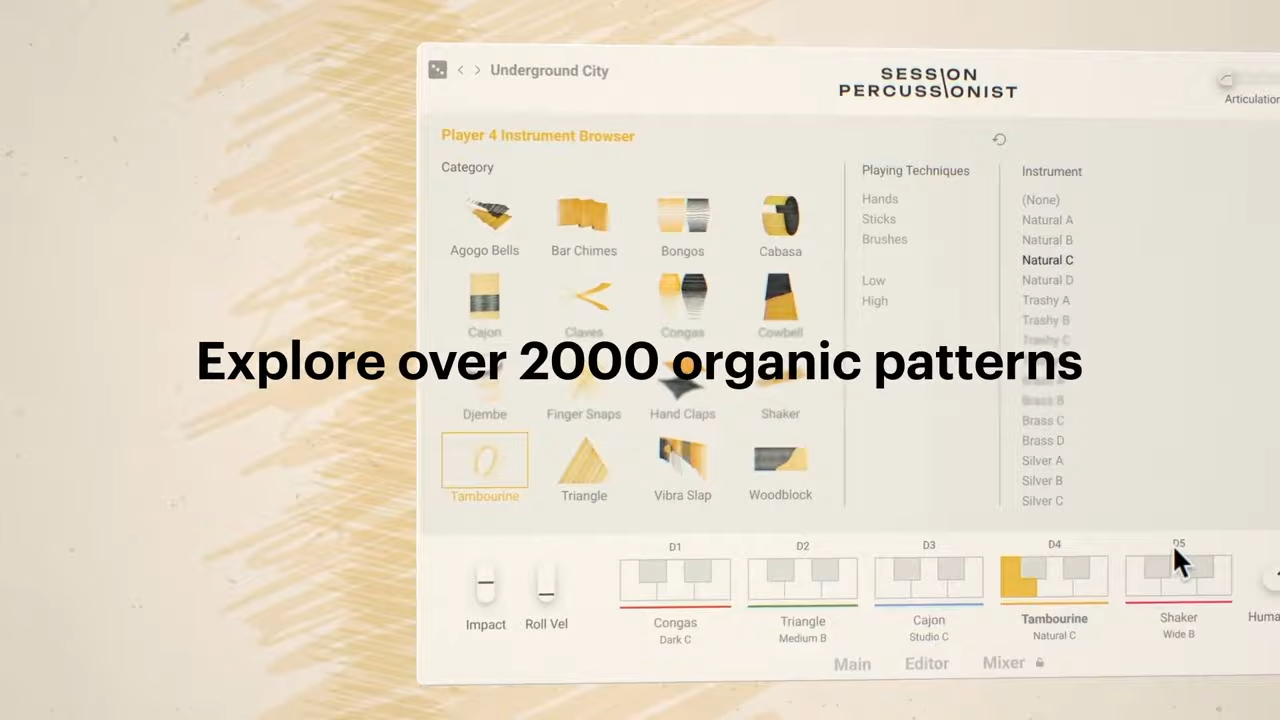 Underground City
SESSION
PERCUSSIONIST
Articulation
Player 4 Instrument Browser
Category
Agogo Bells
Bar Chimes
Bongos
Cabasa
Cajon
Claves
Congas
Cowbell
Djembe
Finger Snaps
Hand Claps
Shaker
Tambourine
Triangle
Vibra Slap
Woodblock
Playing Techniques
Hands
Sticks
Brushes
Low
High
Instrument
(None)
Natural A
Natural B
Natural C
Natural D
Trashy A
Trashy B
Trashy C
Brass B
Brass C
Brass D
Silver A
Silver B
Silver C
Explore over 2000 organic patterns
Impact
Roll Vel
D1
Congas
Dark C
D2
Triangle
Medium B
D3
Cajon
Studio C
D4
Tambourine
Natural C
D5
Shaker
Wide B
Huma
Main
Editor
Mixer